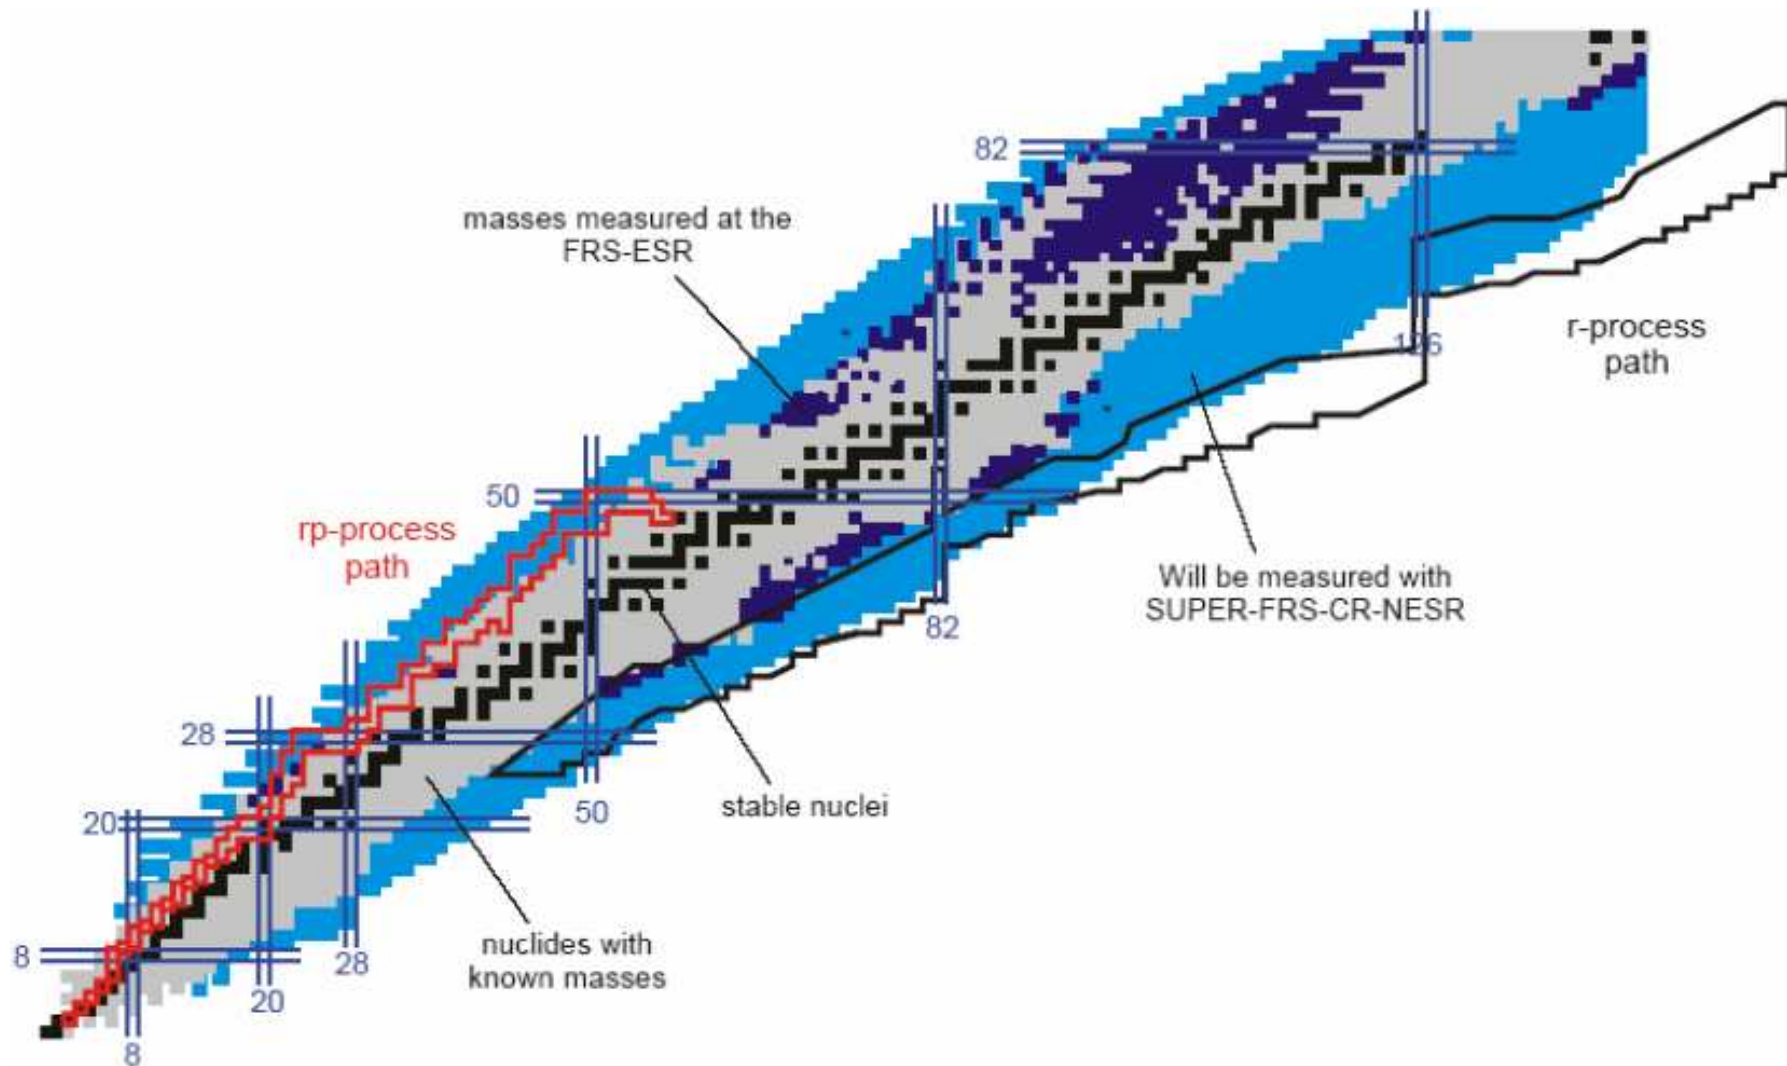 82
masses measured at the
FRS-ESR
r-process
path
126
50
rp-process
path
Will be measured with
SUPER-FRS-CR-NESR
82
28
stable nuclei
50
20
nuclides with
known masses
8
28
20
8